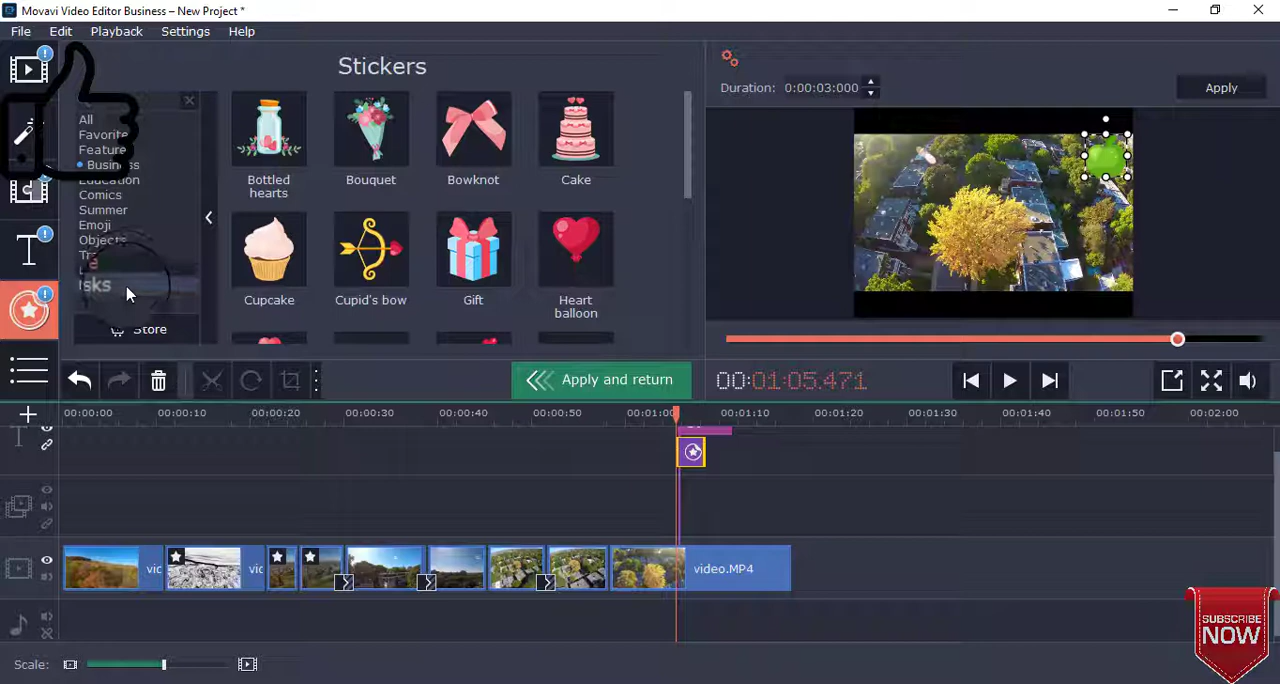 Movavi Video Editor Business – New Project *
File Edit Playback Settings Help
Stickers
All
Favorite
Feature
Business
Education
Comics
Summer
Emoji
Objects
sks
Store
Bottled hearts
Bouquet
Bowknot
Cake
Cupcake
Cupid's bow
Gift
Heart balloon
Duration: 0:00:03:000
Apply
Apply and return
00:01:05.471
00:00:00 00:00:10 00:00:20 00:00:30 00:00:40 00:00:50 00:01:00 00:01:10 00:01:20 00:01:30 00:01:40 00:01:50 00:02:00
vic
vic
video.MP4
Scale:
SUBSCRIBE
NOW